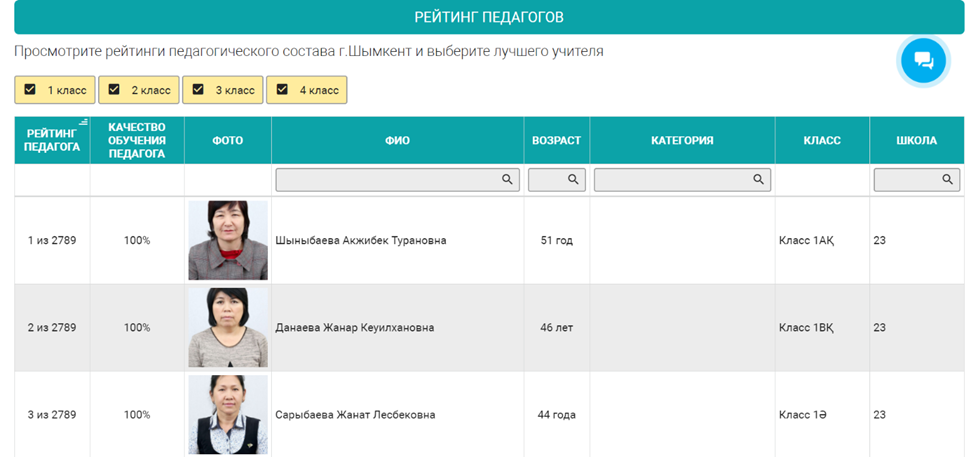 РЕЙТИНГ ПЕДАГОГОВ
Просмотрите рейтинги педагогического состава г.Шымкент и выберите лучшего учителя
1 класс 2 класс 3 класс 4 класс
РЕЙТИНГ ПЕДАГОГА КАЧЕСТВО ОБУЧЕНИЯ ПЕДАГОГА ФОТО ФИО ВОЗРАСТ КАТЕГОРИЯ КЛАСС ШКОЛА
1 из 2789 100% Шыныбаева Акжибек Турановна 51 год Класс 1АҚ 23
2 из 2789 100% Данаева Жанар Кеуилхановна 46 лет Класс 1ВҚ 23
3 из 2789 100% Сарыбаева Жанат Лесбековна 44 года Класс 1Ә 23